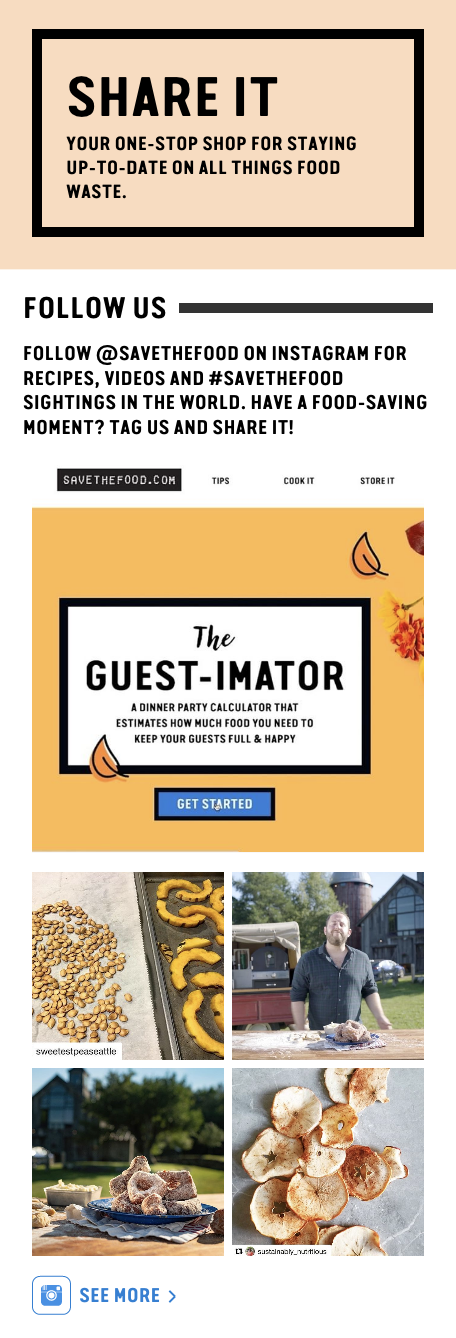 SHARE IT
YOUR ONE-STOP SHOP FOR STAYING
UP-TO-DATE ON ALL THINGS FOOD
WASTE.
FOLLOW US
FOLLOW @SAVETHEFOOD ON INSTAGRAM FOR
RECIPES, VIDEOS AND #SAVETHEFOOD
SIGHTINGS IN THE WORLD. HAVE A FOOD-SAVING
MOMENT? TAG US AND SHARE IT!
SAVETHEFOOD.COM TIPS COOK IT STORE IT
The
GUEST-IMATOR
A DINNER PARTY CALCULATOR THAT
ESTIMATES HOW MUCH FOOD YOU NEED TO
KEEP YOUR GUESTS FULL & HAPPY
GET STARTED
sweetestpeaseattle
sustainably_nutritious
SEE MORE >